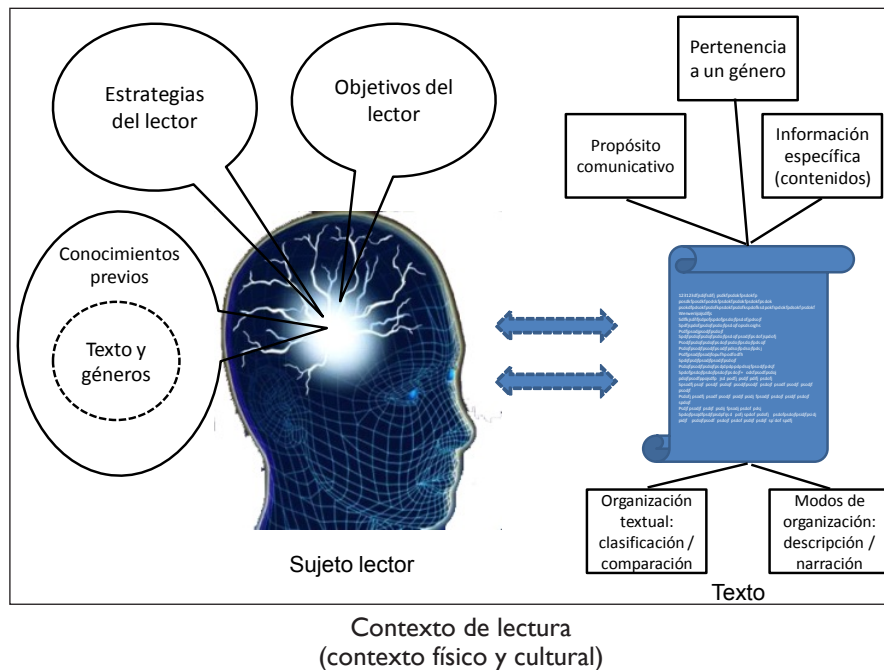 Estrategias
del lector
Objetivos del
lector
Conocimientos
previos
Texto y
géneros
Sujeto lector
Pertenencia
a un género
Propósito
comunicativo
Información
específica
(contenidos)
Organización
textual:
clasificación /
comparación
Modos de
organización:
descripción /
narración
Texto
Contexto de lectura
(contexto físico y cultural)